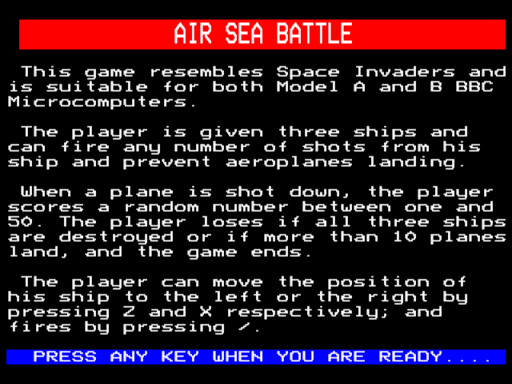 AIR SEA BATTLE
This game resembles Space Invaders and
is suitable for both Model A and B BBC
Microcomputers.
The player is given three ships and
can fire any number of shots from his
ship and prevent aeroplanes landing.
When a plane is shot down, the player
scores a random number between one and
50. The player loses if all three ships
are destroyed or if more than 10 planes
land, and the game ends.
The player can move the position of
his ship to the left or the right by
pressing Z and X respectively; and
fires by pressing /.
PRESS ANY KEY WHEN YOU ARE READY....